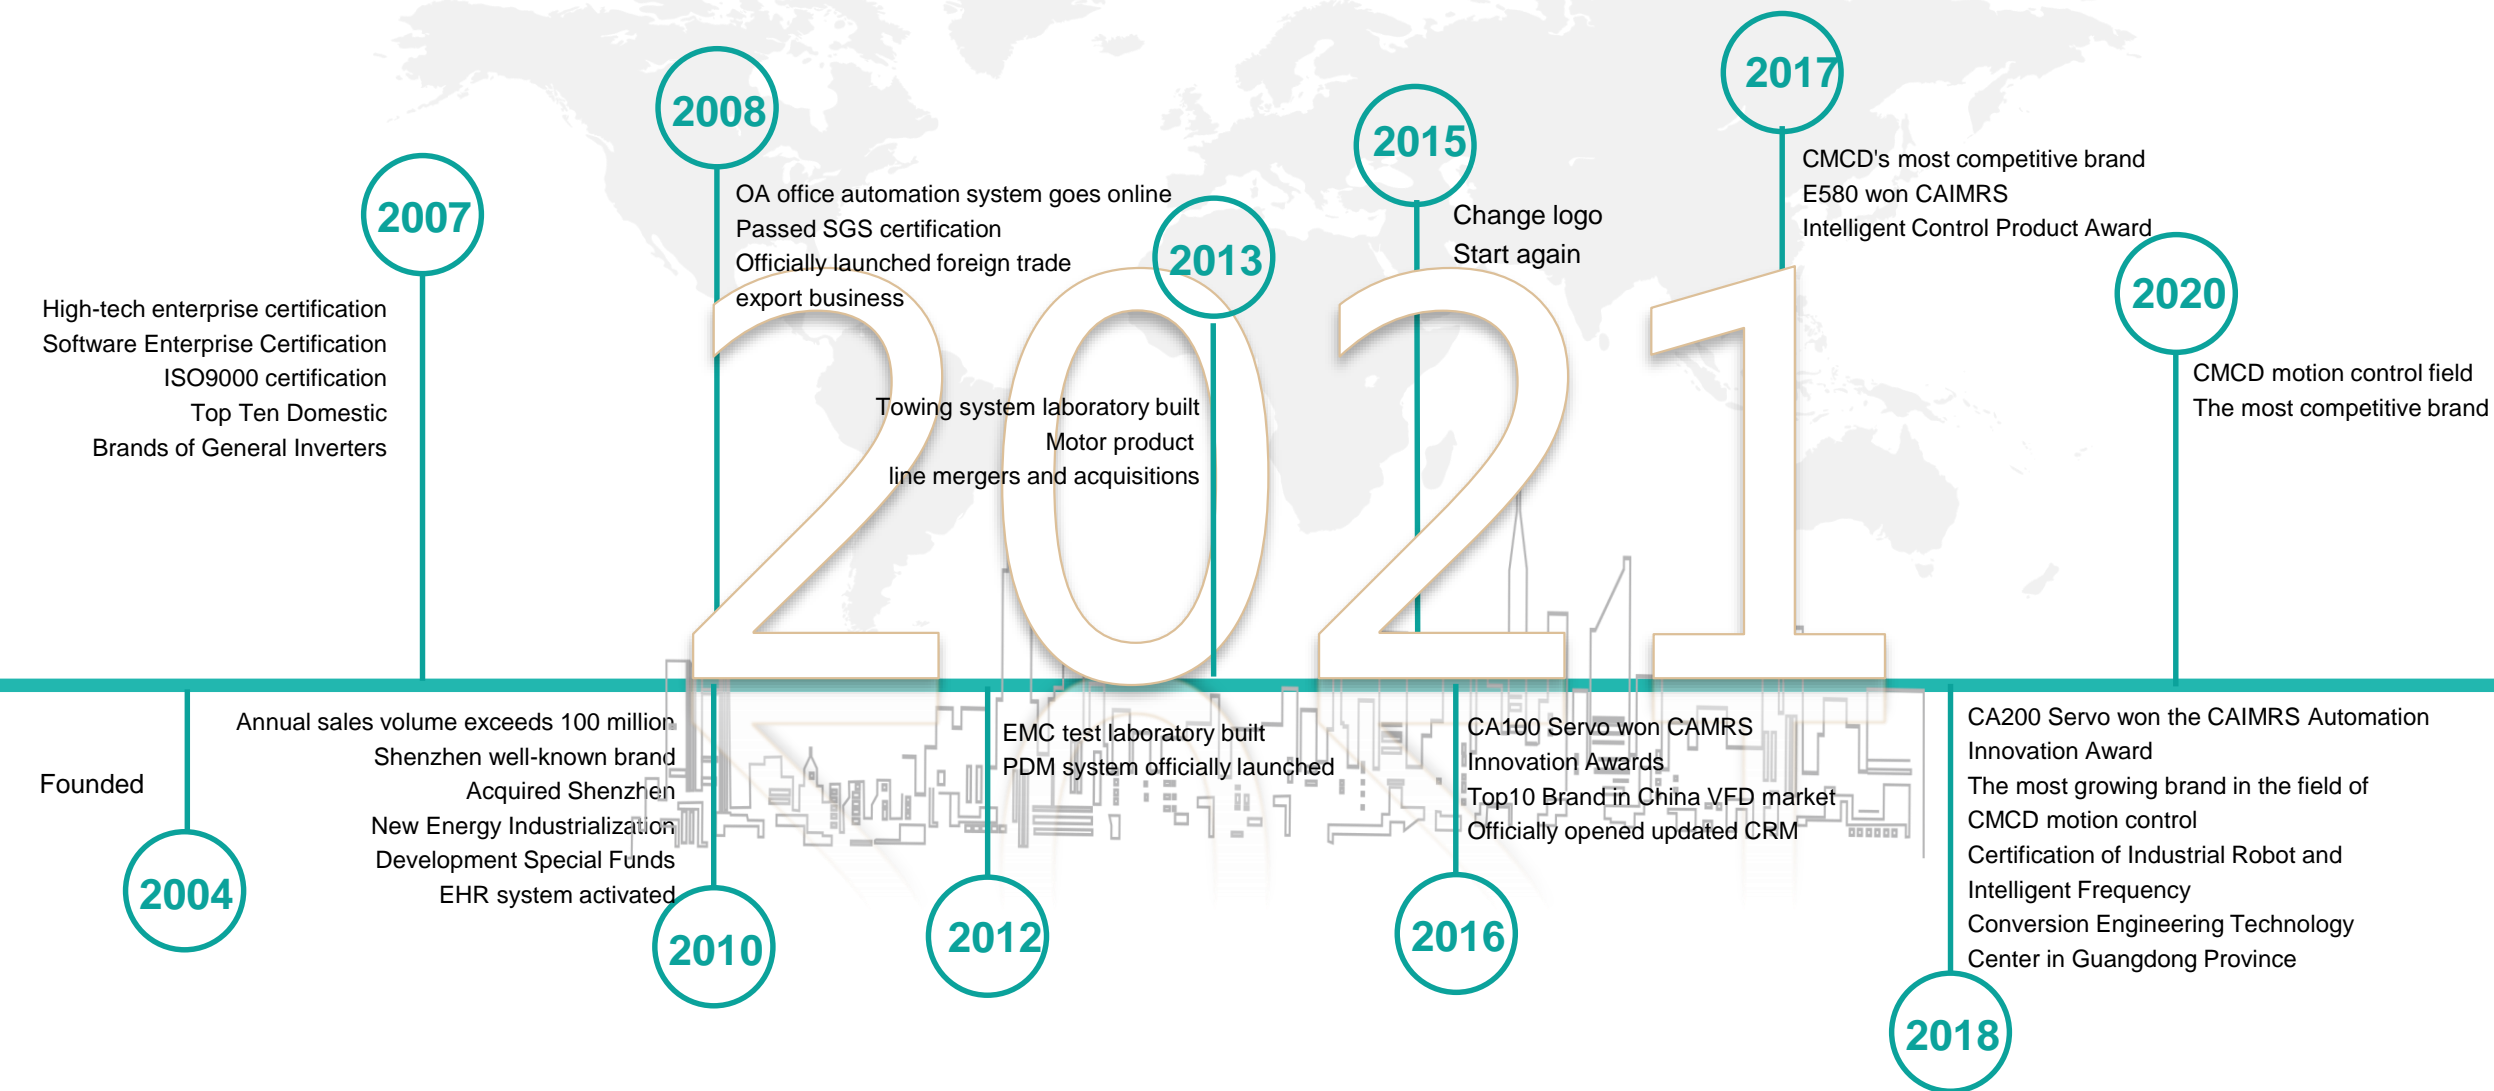 2017
2008
2015
CMCD's most competitive brand
E580 won CAIMRS
Intelligent Control Product Award
2007
OA office automation system goes online
Passed SGS certification
Officially launched foreign trade
export business
2013
Change logo
Start again
2020
High-tech enterprise certification
Software Enterprise Certification
ISO9000 certification
Top Ten Domestic
Brands of General Inverters
2021
Towing system laboratory built
Motor product
line mergers and acquisitions
CMCD motion control field
The most competitive brand
Founded
2004
Annual sales volume exceeds 100 million
Shenzhen well-known brand
Acquired Shenzhen
New Energy Industrialization
Development Special Funds
EHR system activated
2010
EMC test laboratory built
PDM system officially launched
2012
CA100 Servo won CAMRS
Innovation Awards
Top10 Brand in China VFD market
Officially opened updated CRM
2016
CA200 Servo won the CAIMRS Automation
Innovation Award
The most growing brand in the field of
CMCD motion control
Certification of Industrial Robot and
Intelligent Frequency
Conversion Engineering Technology
Center in Guangdong Province
2018